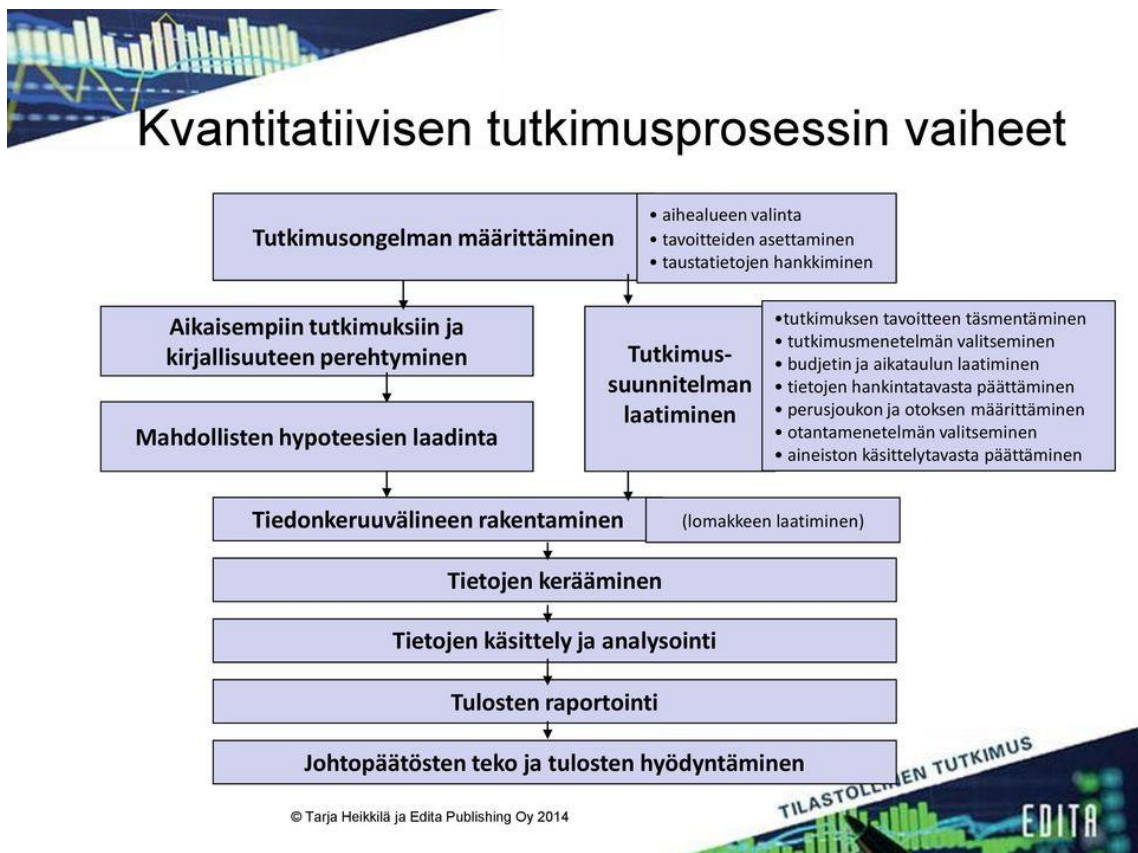 Kvantitatiivisen tutkimusprosessin vaiheet
Tutkimusongelman määrittäminen
• aihealueen valinta
• tavoitteiden asettaminen
• taustatietojen hankkiminen
Aikaisempiin tutkimuksiin ja
kirjallisuuteen perehtyminen
Mahdollisten hypoteesien laadinta
Tutkimus-
suunnitelman
laatiminen
•tutkimuksen tavoitteen täsmentäminen
• tutkimusmenetelmän valitseminen
• budjetin ja aikataulun laatiminen
• tietojen hankintatavasta päättäminen
• perusjoukon ja otoksen määrittäminen
• otantamenetelmän valitseminen
• aineiston käsittelytavasta päättäminen
Tiedonkeruuvälineen rakentaminen
(lomakkeen laatiminen)
Tietojen kerääminen
Tietojen käsittely ja analysointi
Tulosten raportointi
Johtopäätösten teko ja tulosten hyödyntäminen
© Tarja Heikkilä ja Edita Publishing Oy 2014
TILASTOLLINEN TUTKIMUS
EDITA